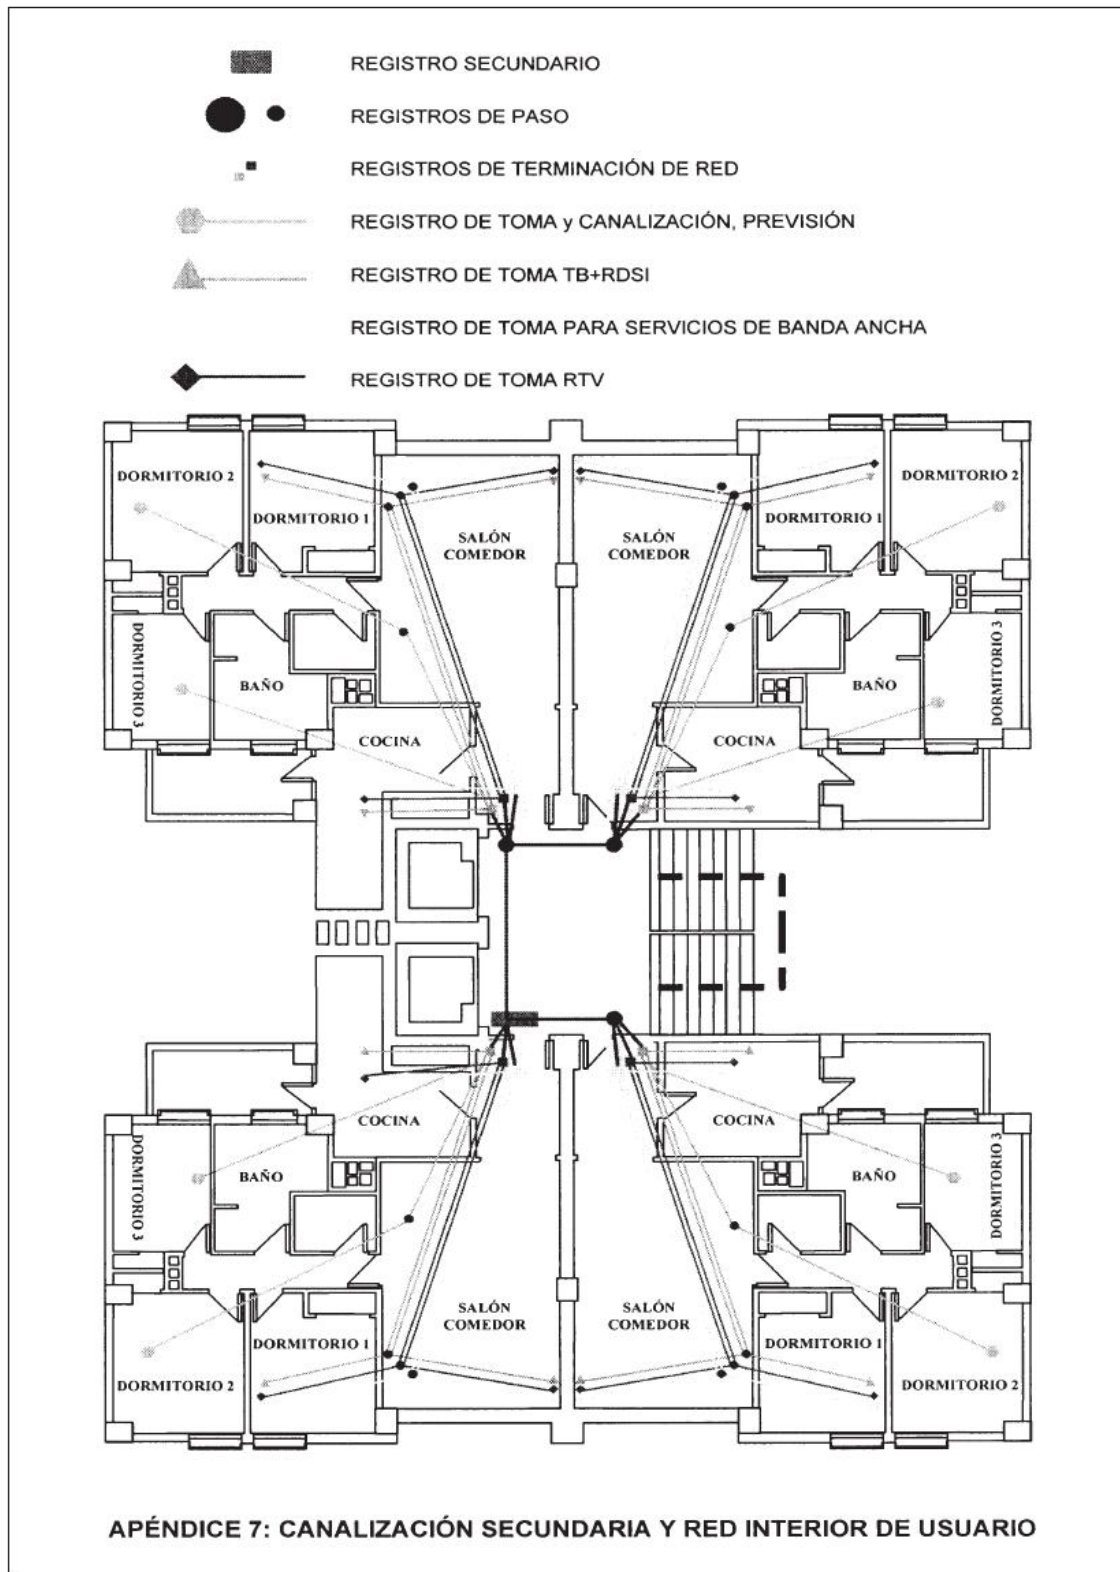 REGISTRO SECUNDARIO
REGISTROS DE PASO
REGISTROS DE TERMINACIÓN DE RED
REGISTRO DE TOMA y CANALIZACIÓN, PREVISIÓN
REGISTRO DE TOMA TB+RDSI
REGISTRO DE TOMA PARA SERVICIOS DE BANDA ANCHA
REGISTRO DE TOMA RTV
DORMITORIO 2
DORMITORIO 1
SALÓN
COMEDOR
SALÓN
COMEDOR
DORMITORIO 1
DORMITORIO 2
DORMITORIO 3
BAÑO
COCINA
COCINA
BAÑO
DORMITORIO 3
DORMITORIO 3
BAÑO
COCINA
COCINA
BAÑO
DORMITORIO 3
DORMITORIO 2
DORMITORIO 1
SALÓN
COMEDOR
SALÓN
COMEDOR
DORMITORIO 1
DORMITORIO 2
APÉNDICE 7: CANALIZACIÓN SECUNDARIA Y RED INTERIOR DE USUARIO